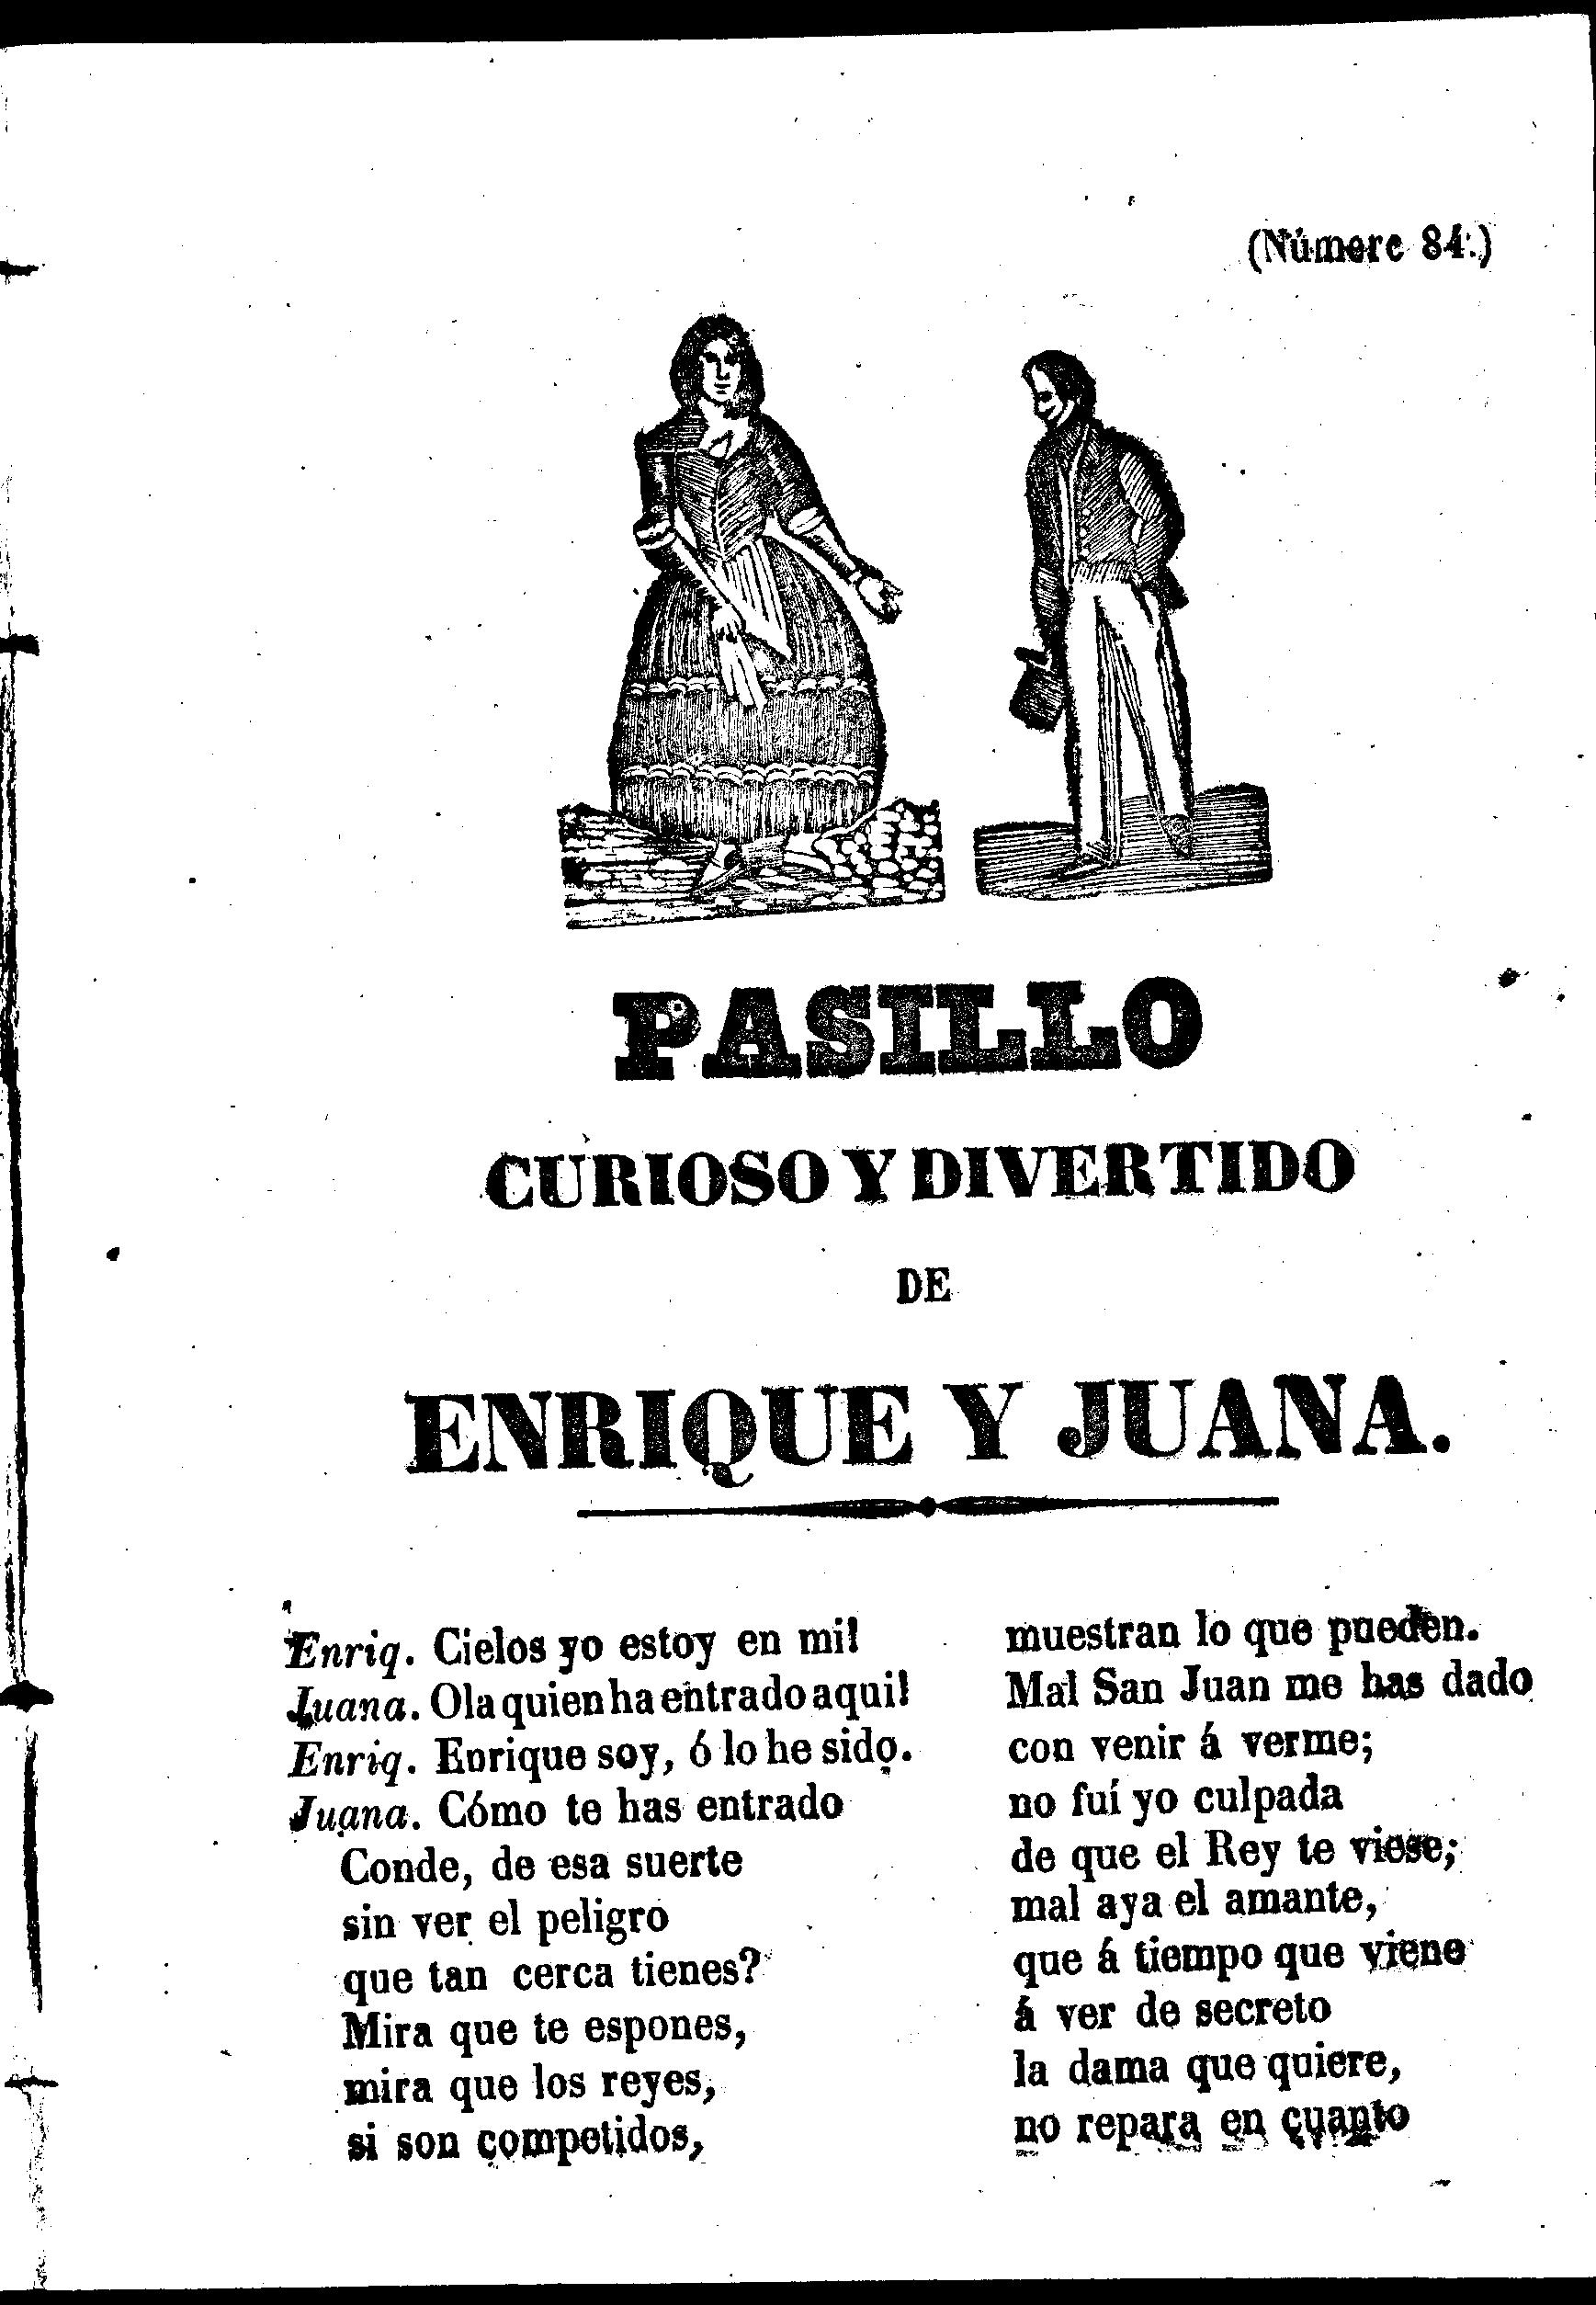 (Número 84.)
PASILLO
CURIOSO Y DIVERTIDO
DE
ENRIQUE Y JUANA.
Enriq. Cielos yo estoy en mi!
Juana. Ola quien ha entrado aqui!
Enriq. Enrique soy, ó lo he sido.
Juana. Cómo te has entrado
Conde, de esa suerte
sin ver el peligro
que tan cerca tienes?
Mira que te espones,
mira que los reyes,
si son competidos,
muestran lo que pueden.
Mal San Juan me has dado
con venir á verme;
no fuí yo culpada
de que el Rey te viese;
mal aya el amante,
que á tiempo que viene
á ver de secreto
la dama que quiere,
no repara en cuanto